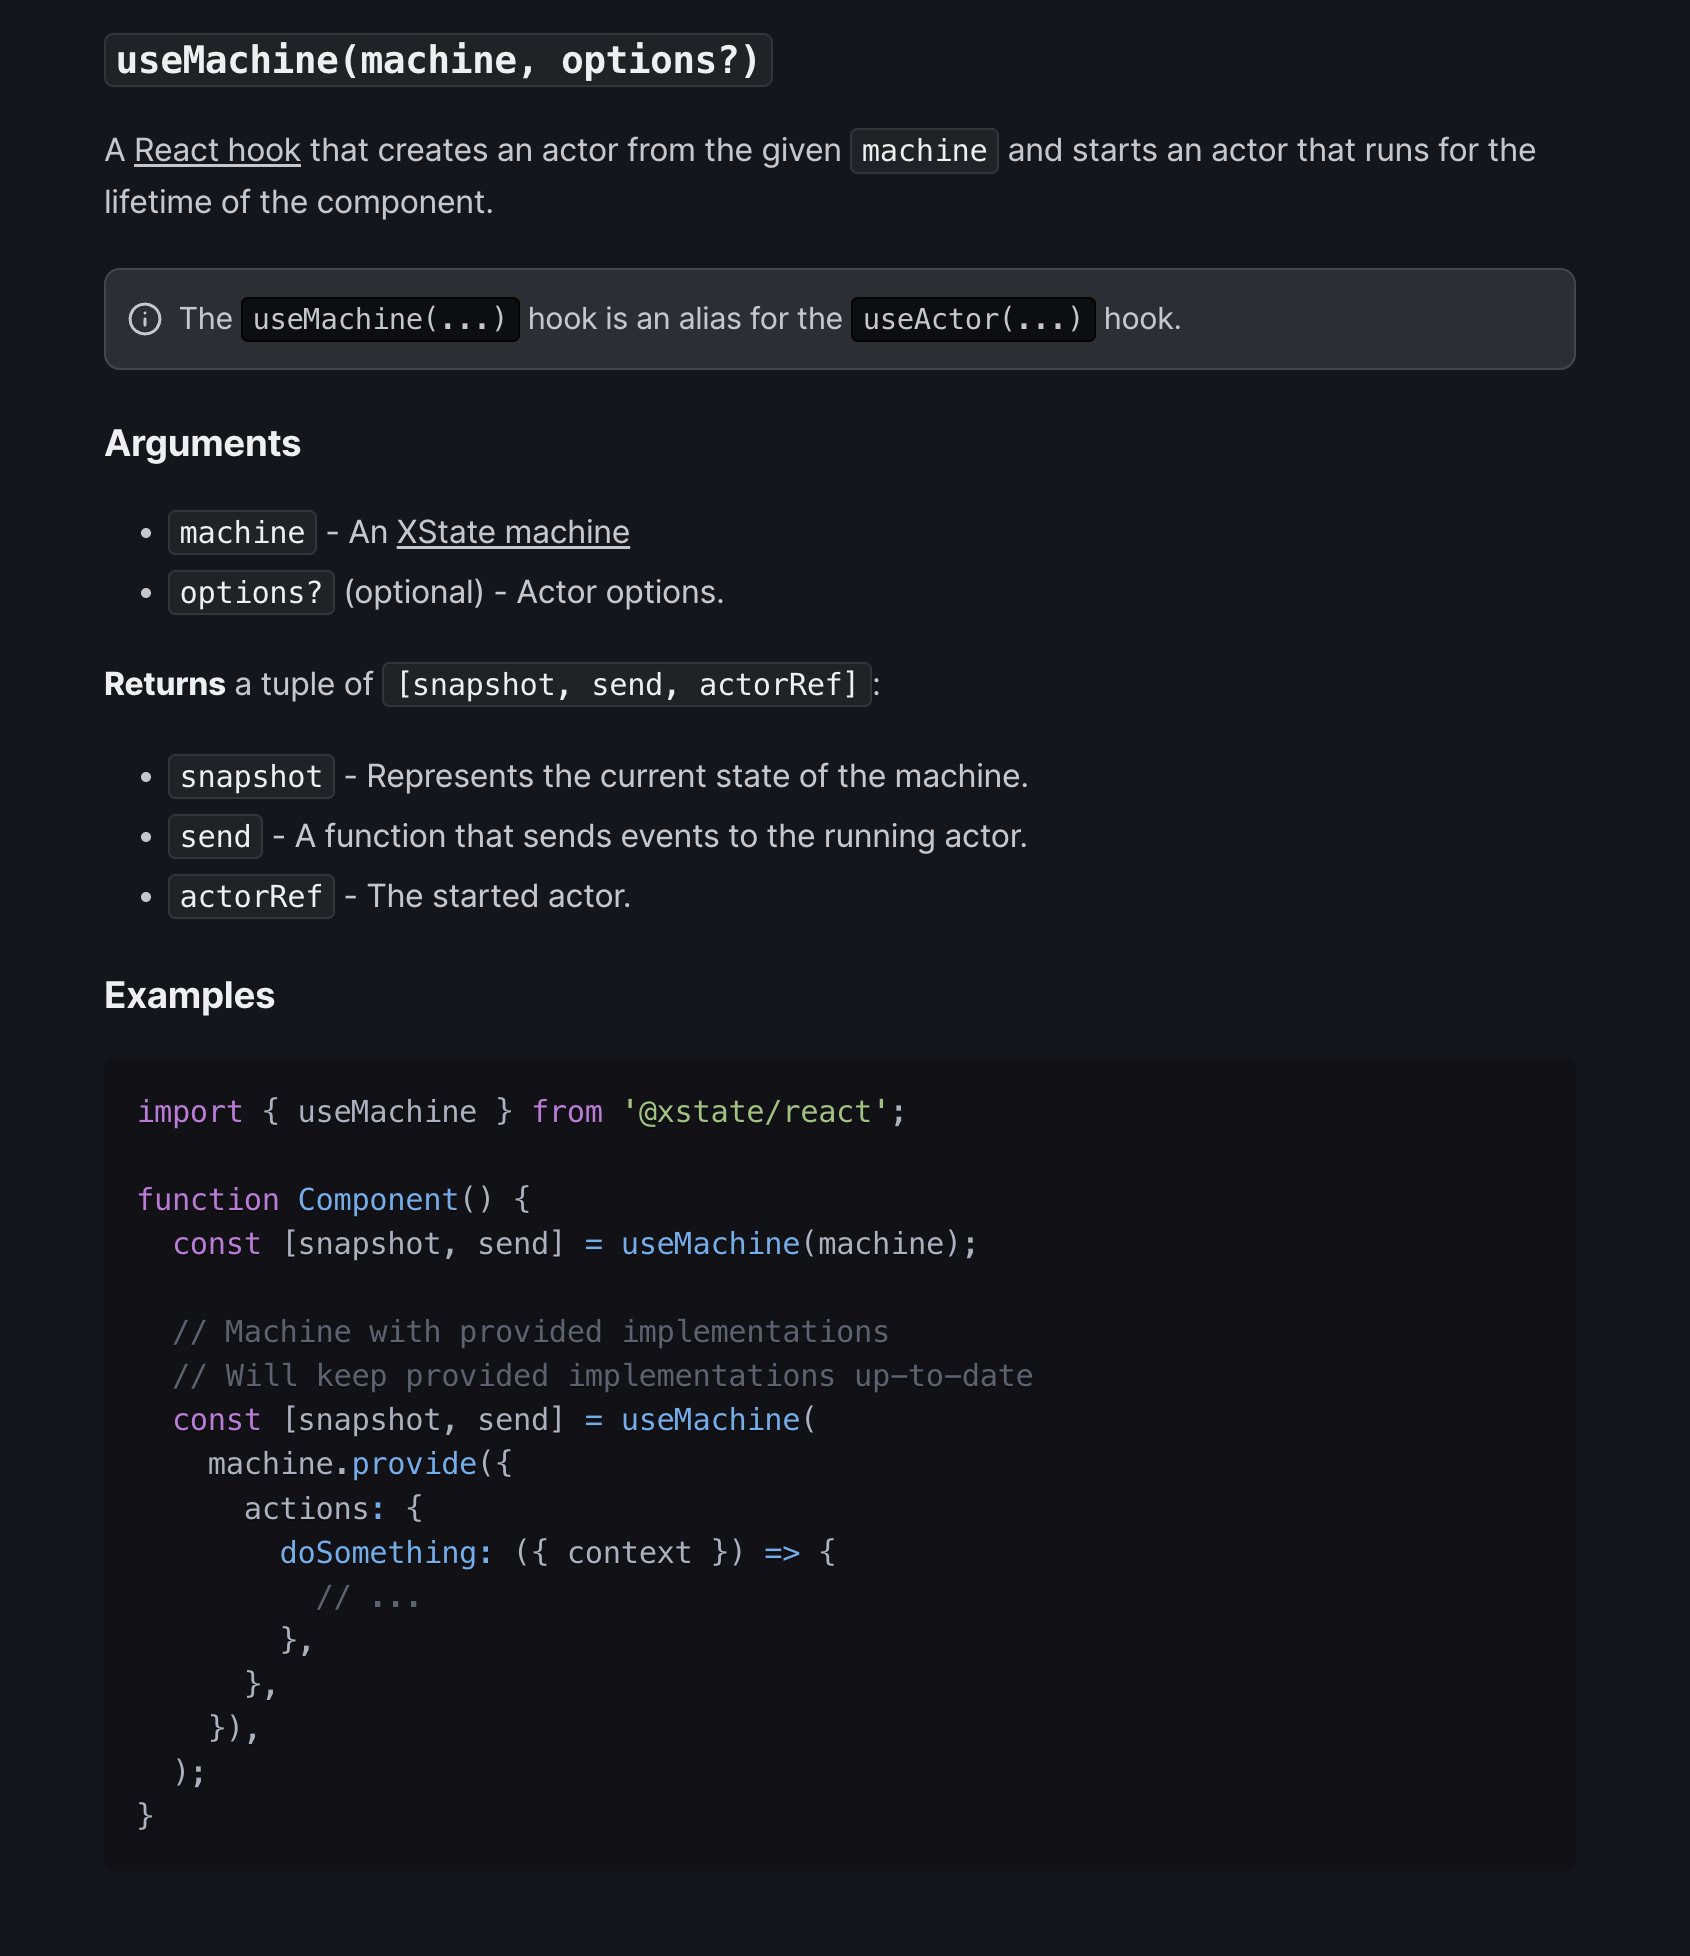 useMachine(machine, options?)
A React hook that creates an actor from the given machine and starts an actor that runs for the
lifetime of the component.
The useMachine(...) hook is an alias for the useActor(...) hook.
Arguments
• machine - An XState machine
• options? (optional) - Actor options.
Returns a tuple of [snapshot, send, actorRef]:
• snapshot - Represents the current state of the machine.
• send - A function that sends events to the running actor.
• actorRef - The started actor.
Examples
import { useMachine } from '@xstate/react';
function Component() {
  const [snapshot, send] = useMachine(machine);
  // Machine with provided implementations
  // Will keep provided implementations up-to-date
  const [snapshot, send] = useMachine(
    machine.provide({
      actions: {
        doSomething: ({ context }) => {
          // ...
        },
      },
    }),
  );
}